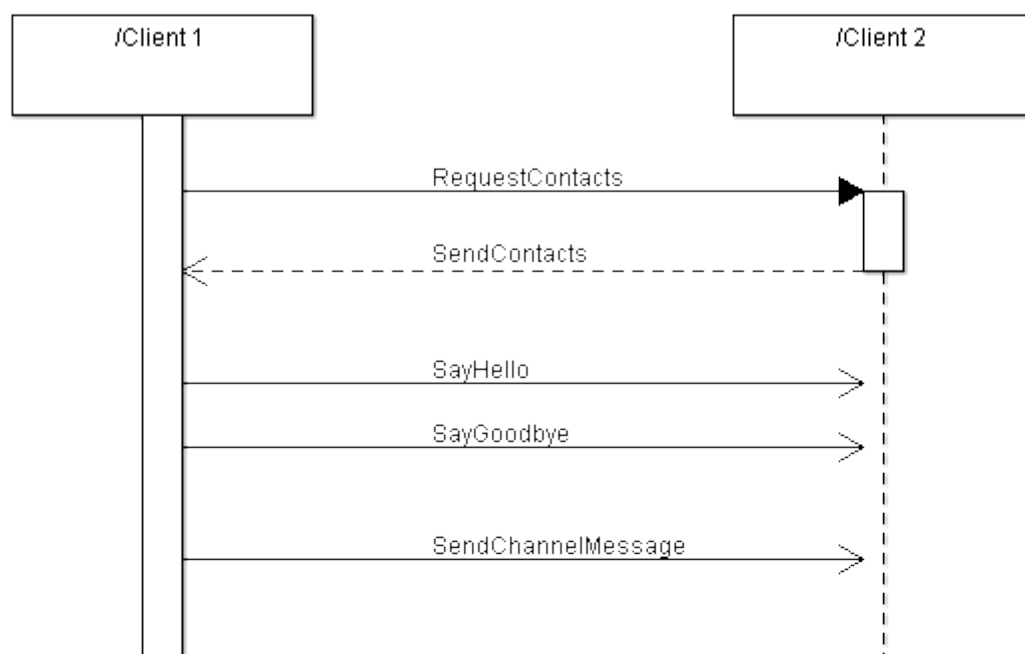 /Client 1
/Client 2
RequestContacts
SendContacts
SayHello
SayGoodbye
SendChannelMessage